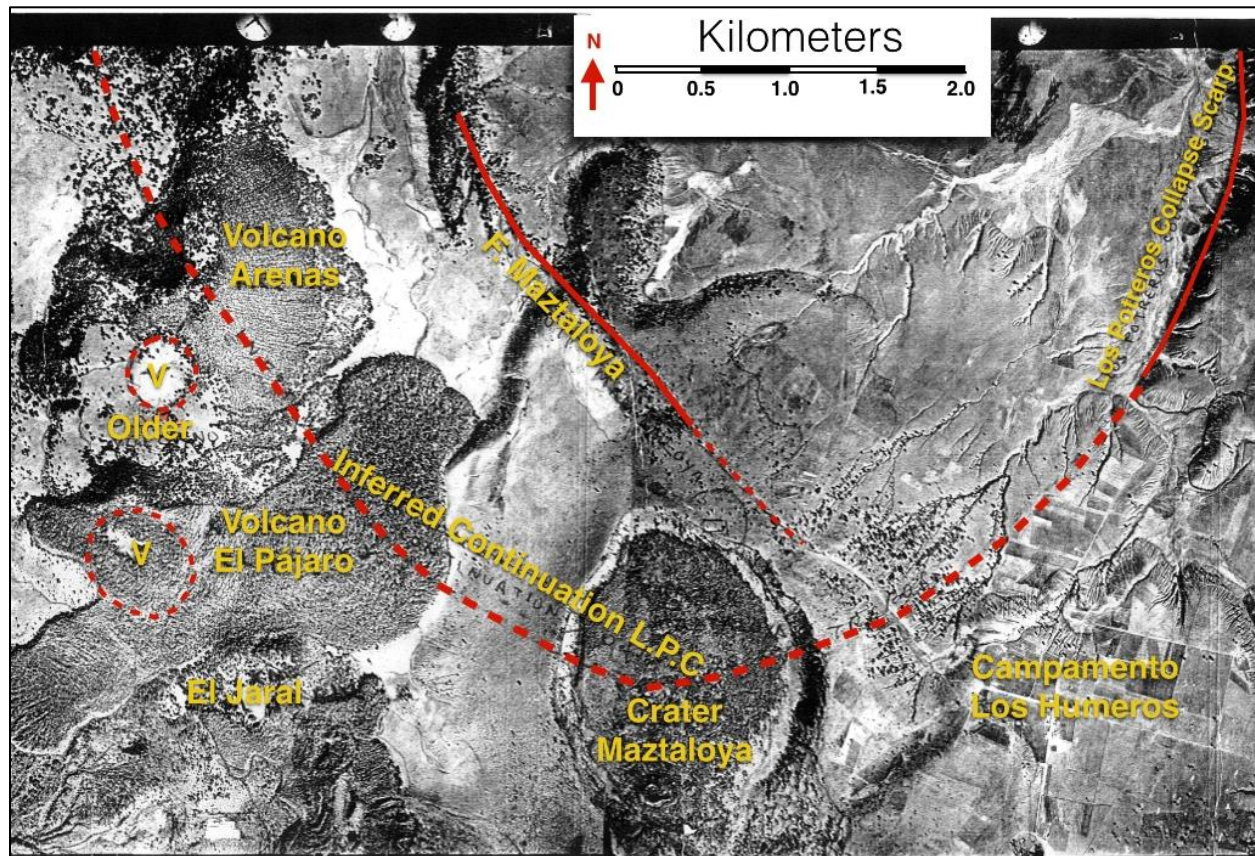 Kilometers
N
0 0.5 1.0 1.5 2.0
Los Potreros Collapse Scarp
Volcano
Arenas
F. Maztaloya
V
Older
Inferred Continuation L.P.C.
Volcano
El Pájaro
V
El Jaral
Crater
Maztaloya
Campamento
Los Humeros